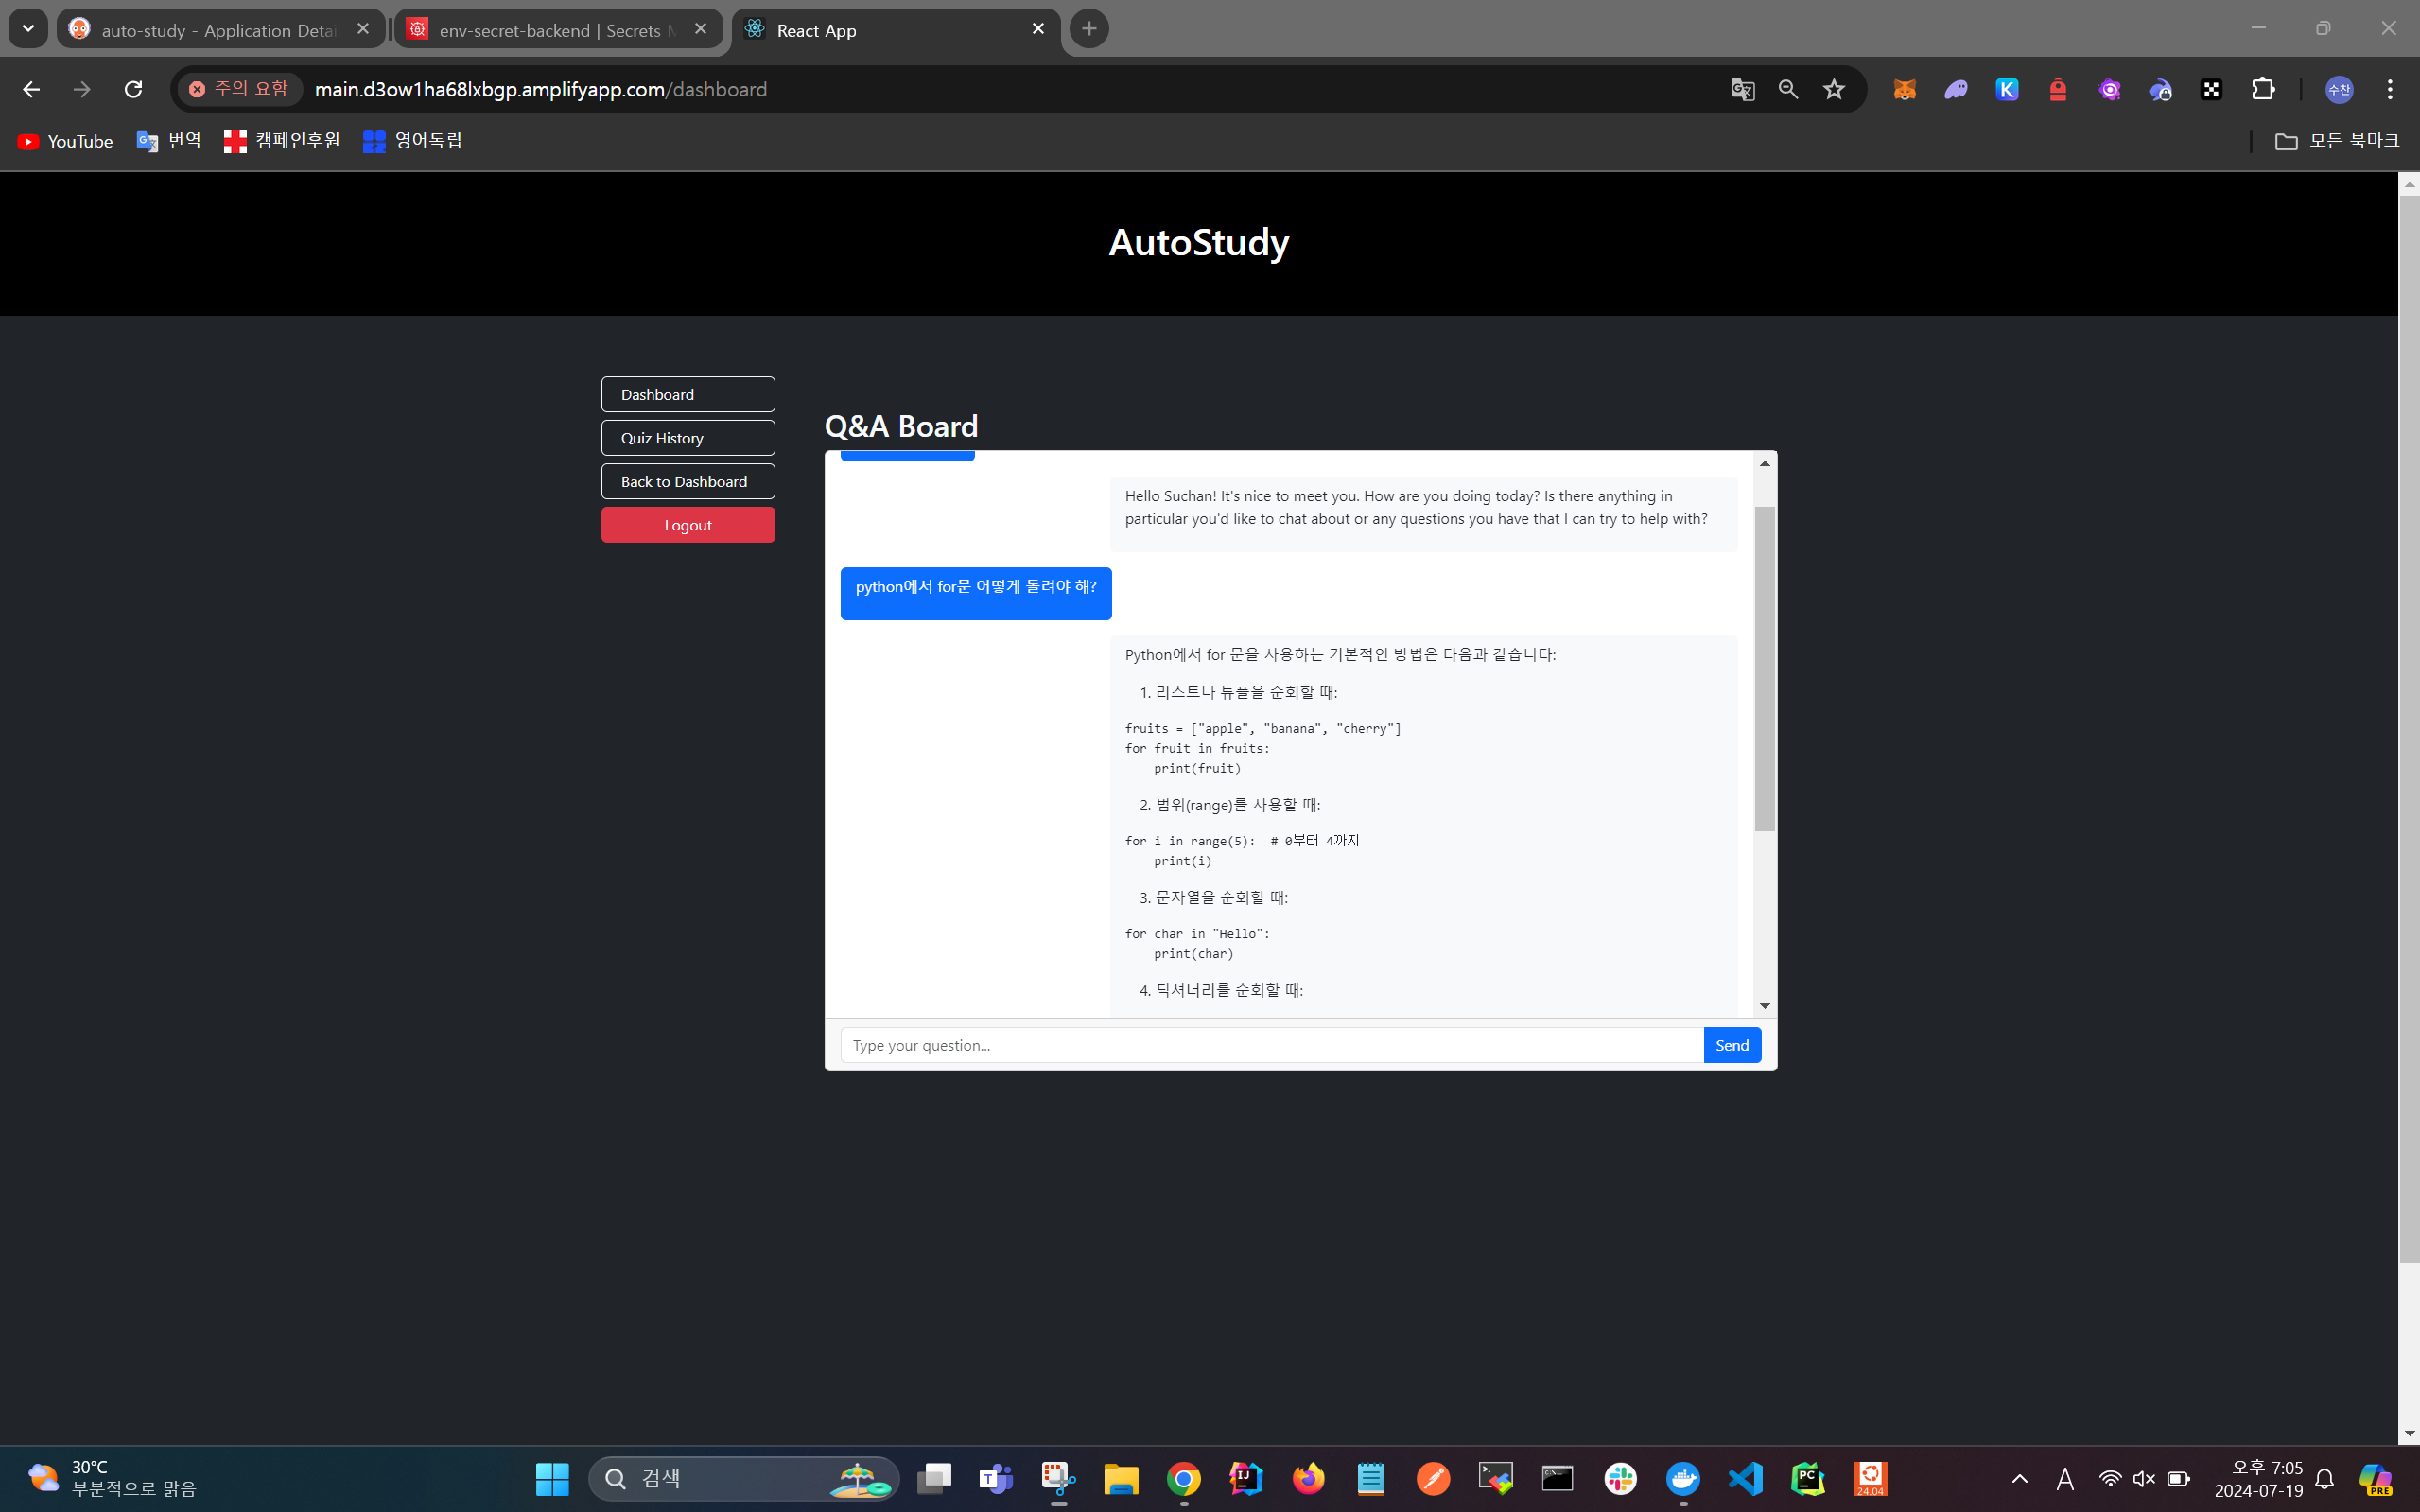 auto-study - Application Detai
env-secret-backend | Secrets M
React App
주의 요함
main.d3ow1ha68lxbgp.amplifyapp.com/dashboard
수찬
YouTube
번역
캠페인후원
영어독립
모든 북마크
AutoStudy
Dashboard
Quiz History
Back to Dashboard
Logout
Q&A Board
Hello Suchan! It's nice to meet you. How are you doing today? Is there anything in
particular you'd like to chat about or any questions you have that I can try to help with?
python에서 for문 어떻게 돌려야 해?
Python에서 for 문을 사용하는 기본적인 방법은 다음과 같습니다:
1. 리스트나 튜플을 순회할 때:
fruits = ["apple", "banana", "cherry"]
for fruit in fruits:
    print(fruit)
2. 범위(range)를 사용할 때:
for i in range(5):  # 0부터 4까지
    print(i)
3. 문자열을 순회할 때:
for char in "Hello":
    print(char)
4. 딕셔너리를 순회할 때:
Type your question...
Send
30°C
부분적으로 맑음
검색
24.04
A
오후 7:05
2024-07-19
PRE